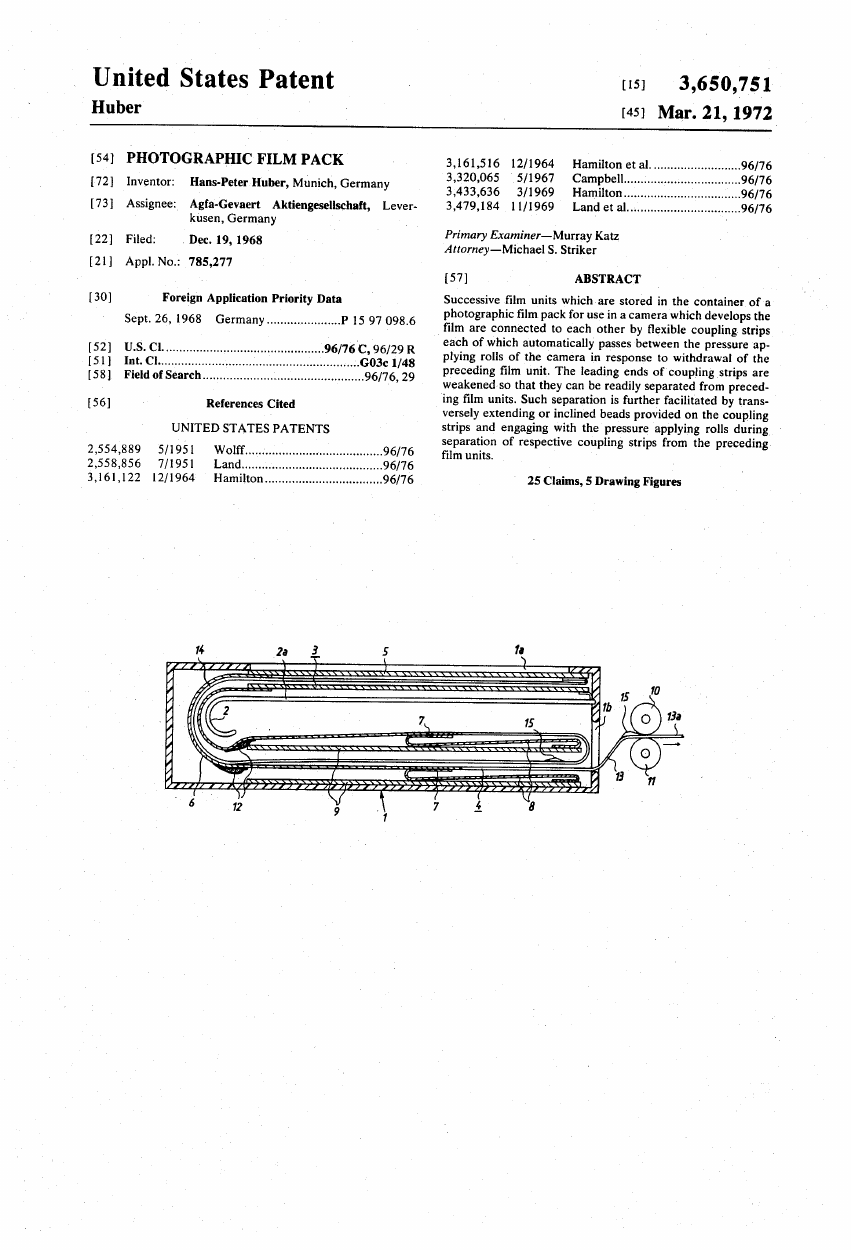 United States Patent
Huber
[15] 3,650,751
[45] Mar. 21, 1972
[54] PHOTOGRAPHIC FILM PACK
[72] Inventor: Hans-Peter Huber, Munich, Germany
[73] Assignee: Agfa-Gevaert Aktiengesellschaft, Lever-
kusen, Germany
[22] Filed: Dec. 19, 1968
[21] Appl. No.: 785,277
[30] Foreign Application Priority Data
Sept. 26, 1968 Germany......................P 15 97 098.6
[52] U.S. Cl.................................................96/76 C, 96/29 R
[51] Int. Cl............................................................G03c 1/48
[58] Field of Search.................................................96/76, 29
[56] References Cited
UNITED STATES PATENTS
2,554,889 5/1951 Wolff.........................................96/76
2,558,856 7/1951 Land..........................................96/76
3,161,122 12/1964 Hamilton...................................96/76
3,161,516 12/1964 Hamilton et al..........................96/76
3,320,065 5/1967 Campbell...................................96/76
3,433,636 3/1969 Hamilton...................................96/76
3,479,184 11/1969 Land et al..................................96/76
Primary Examiner—Murray Katz
Attorney—Michael S. Striker
[57] ABSTRACT
Successive film units which are stored in the container of a
photographic film pack for use in a camera which develops the
film are connected to each other by flexible coupling strips
each of which automatically passes between the pressure ap-
plying rolls of the camera in response to withdrawal of the
preceding film unit. The leading ends of coupling strips are
weakened so that they can be readily separated from preced-
ing film units. Such separation is further facilitated by trans-
versely extending or inclined beads provided on the coupling
strips and engaging with the pressure applying rolls during
separation of respective coupling strips from the preceding
film units.
25 Claims, 5 Drawing Figures
14 2a 3 5 1a
15 10
1b 13a
2 7 15
13 11
6 12 9 1 7 4 8